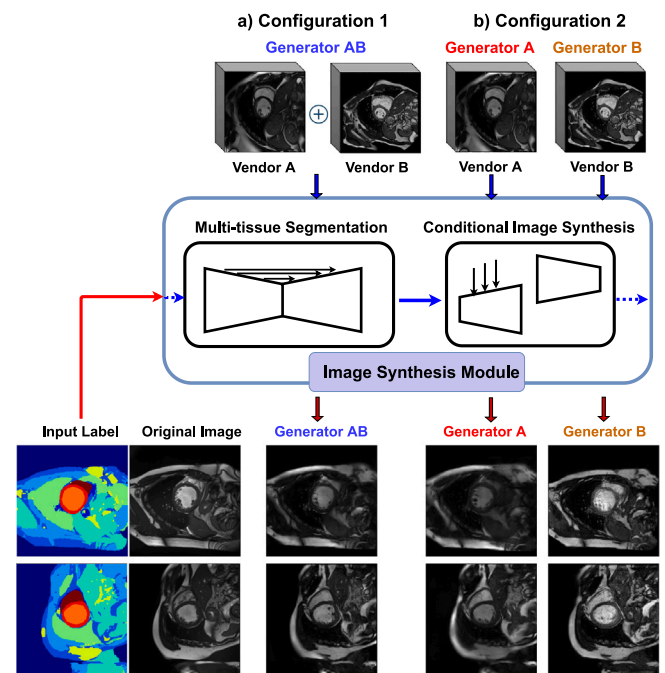 a) Configuration 1
b) Configuration 2
Generator AB
Generator A
Generator B
Vendor A
Vendor B
Vendor A
Vendor B
Multi-tissue Segmentation
Conditional Image Synthesis
Image Synthesis Module
Input Label
Original Image
Generator AB
Generator A
Generator B